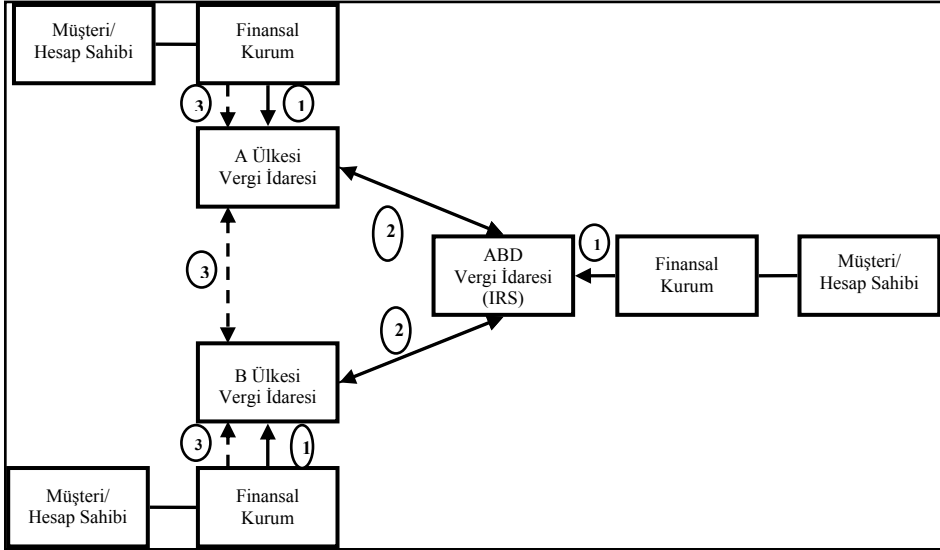 Müşteri/
Hesap Sahibi
Finansal
Kurum
3
1
A Ülkesi
Vergi İdaresi
2
3
ABD
Vergi İdaresi
(IRS)
1
Finansal
Kurum
Müşteri/
Hesap Sahibi
2
B Ülkesi
Vergi İdaresi
3
1
Müşteri/
Hesap Sahibi
Finansal
Kurum